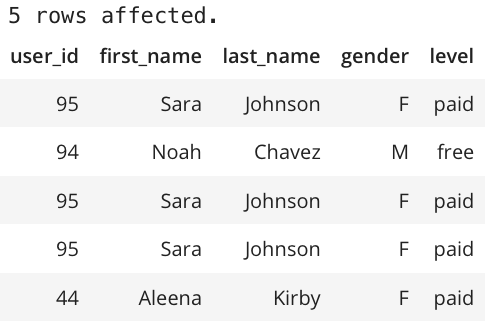 5 rows affected.
user_id first_name last_name gender level
95 Sara Johnson F paid
94 Noah Chavez M free
95 Sara Johnson F paid
95 Sara Johnson F paid
44 Aleena Kirby F paid